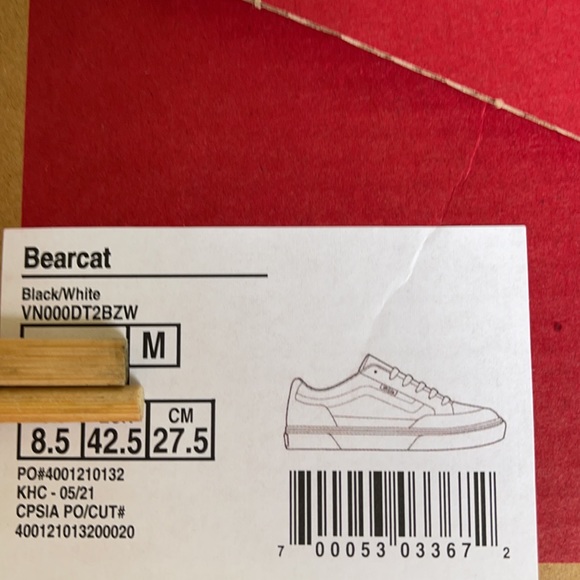 Bearcat
Black/White
VN000DT2BZW
M
CM
8.5 42.5 27.5
PO#4001210132
KHC - 05/21
CPSIA PO/CUT#
400121013200020
7 00053 03367 2